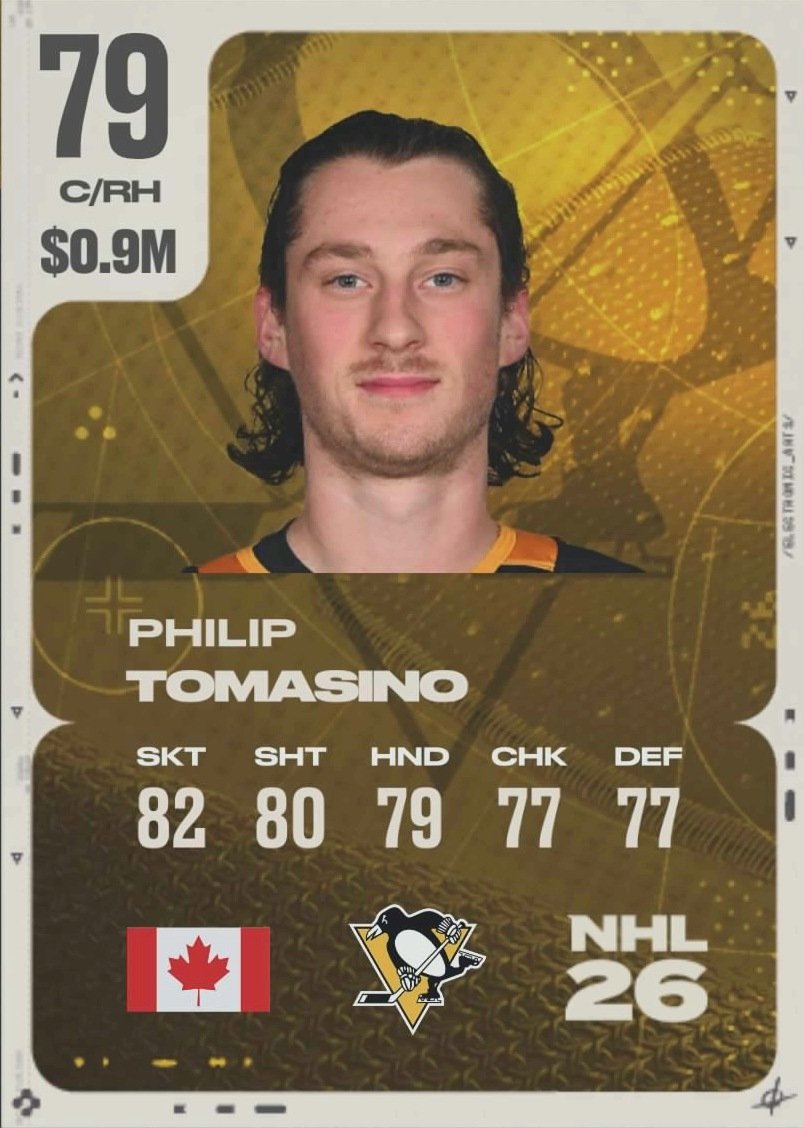 79
C/RH
$0.9M
PHILIP
TOMASINO
SKT SHT HND CHK DEF
82 80 79 77 77
NHL
26